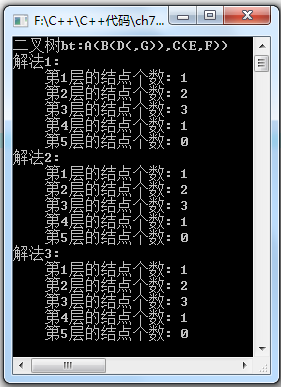 F:\C++\C++代码\ch7...
二叉树bt:A(B(D(,G)),C(E,F))
解法1:
第1层的结点个数: 1
第2层的结点个数: 2
第3层的结点个数: 3
第4层的结点个数: 1
第5层的结点个数: 0
解法2:
第1层的结点个数: 1
第2层的结点个数: 2
第3层的结点个数: 3
第4层的结点个数: 1
第5层的结点个数: 0
解法3:
第1层的结点个数: 1
第2层的结点个数: 2
第3层的结点个数: 3
第4层的结点个数: 1
第5层的结点个数: 0